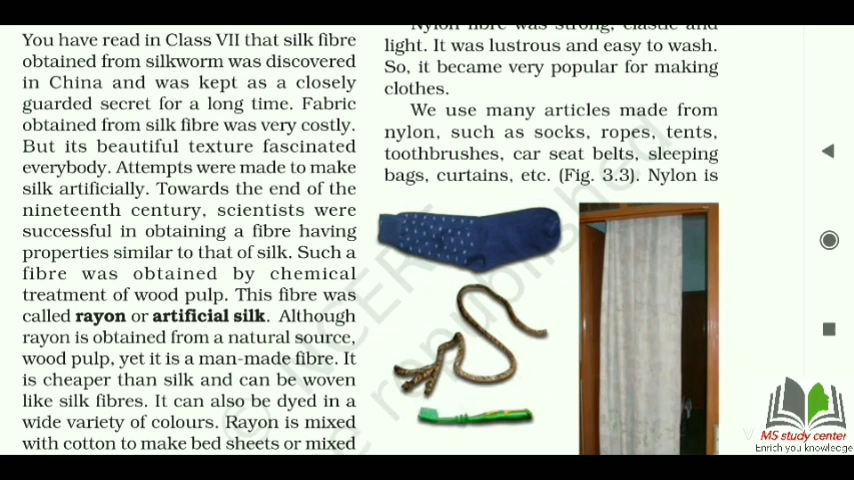 You have read in Class VII that silk fibre
obtained from silkworm was discovered
in China and was kept as a closely
guarded secret for a long time. Fabric
obtained from silk fibre was very costly.
But its beautiful texture fascinated
everybody. Attempts were made to make
silk artificially. Towards the end of the
nineteenth century, scientists were
successful in obtaining a fibre having
properties similar to that of silk. Such a
fibre was obtained by chemical
treatment of wood pulp. This fibre was
called rayon or artificial silk. Although
rayon is obtained from a natural source,
wood pulp, yet it is a man-made fibre. It
is cheaper than silk and can be woven
like silk fibres. It can also be dyed in a
wide variety of colours. Rayon is mixed
with cotton to make bed sheets or mixed
Nylon fibre was strong, elastic and
light. It was lustrous and easy to wash.
So, it became very popular for making
clothes.
We use many articles made from
nylon, such as socks, ropes, tents,
toothbrushes, car seat belts, sleeping
bags, curtains, etc. (Fig. 3.3). Nylon is
© NCERT
be republished
MS study center
Enrich you knowledge